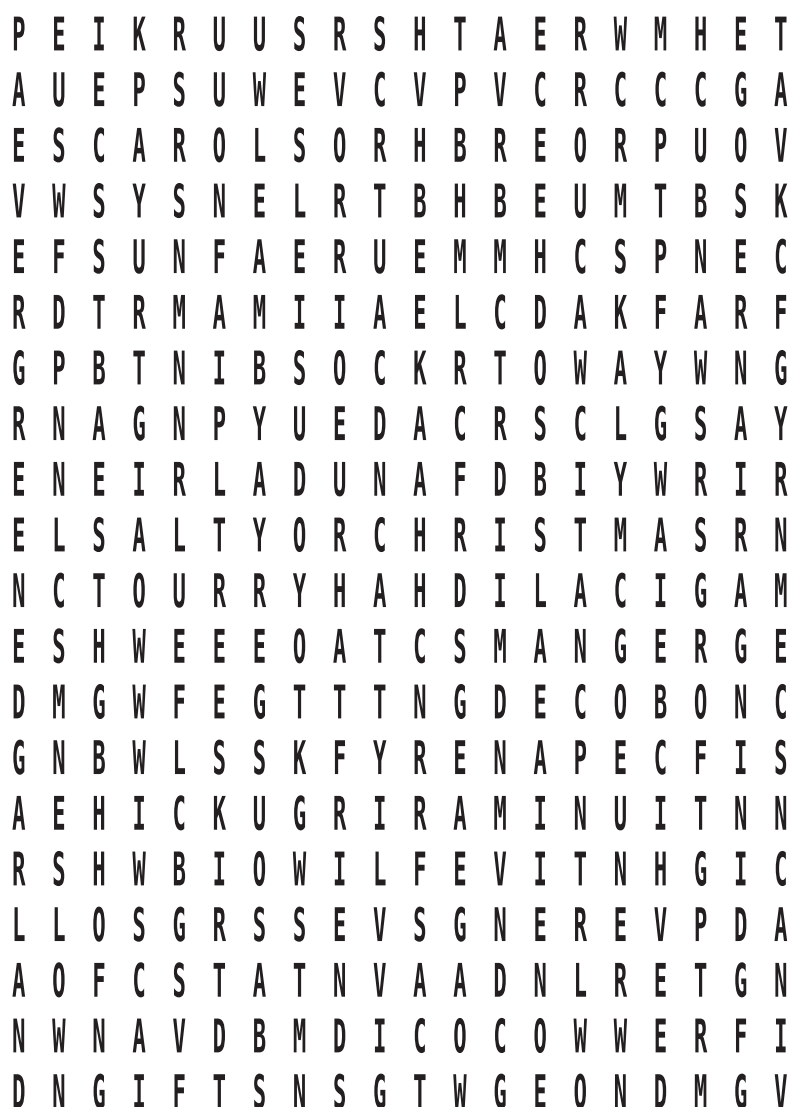 P E I K R U U S R S H T A E R W M H E T
A U E P S U W E V C V P V C R C C C G A
E S C A R O L S O R H B R E O R P U O V
V W S Y S N E L R T B H B E U M T B S K
E F S U N F A E R U E M M H C S P N E C
R D T R M A M I I A E L C D A K F A R F
G P B T N I B S O C K R T O W A Y W N G
R N A G N P Y U E D A C R S C L G S A Y
E N E I R L A D U N A F D B I Y W R I R
E L S A L T Y O R C H R I S T M A S R N
N C T O U R R Y H A H D I L A C I G A M
E S H W E E E O A T C S M A N G E R G E
D M G W F E G T T T N G D E C O B O N C
G N B W L S S K F Y R E N A P E C F I S
A E H I C K U G R I R A M I N U I T N N
R S H W B I O W I L F E V I T N H G I C
L L O S G R S S E V S G N E R E V P D A
A O F C S T A T N V A A D N L R E T G N
N W N A V D B M D I C O C O W W E R F I
D N G I F T S N S G T W G E O N D M G V